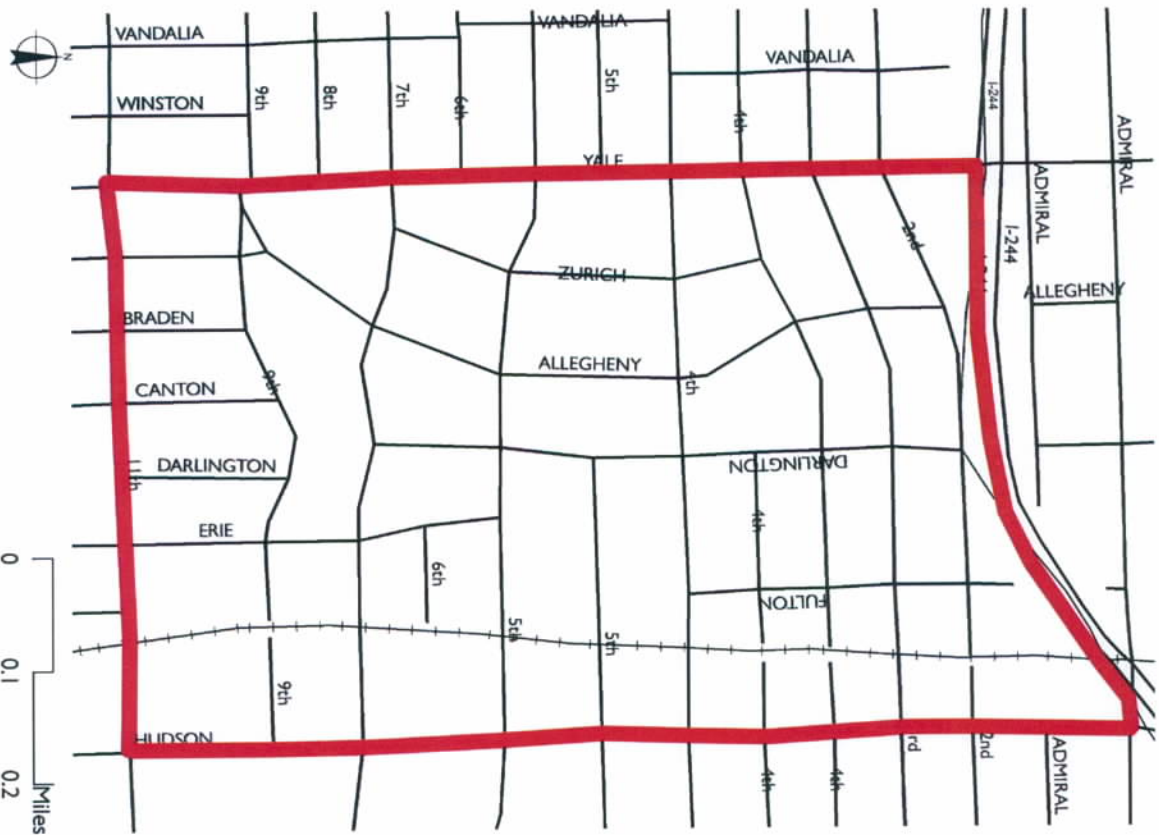 VANDALIA
VANDALIA
VANDALIA
N
WINSTON
9th
8th
7th
6th
5th
4th
I-244
ADMIRAL
YALE
ADMIRAL
2nd
I-244
I-244
ZURICH
ALLEGHENY
BRADEN
ALLEGHENY
CANTON
9th
4th
DARLINGTON
DARLINGTON
11th
4th
ERIE
0
6th
FULTON
5th
5th
0.1
9th
HUDSON
rd
2nd
ADMIRAL
4th
4th
0.2
Miles